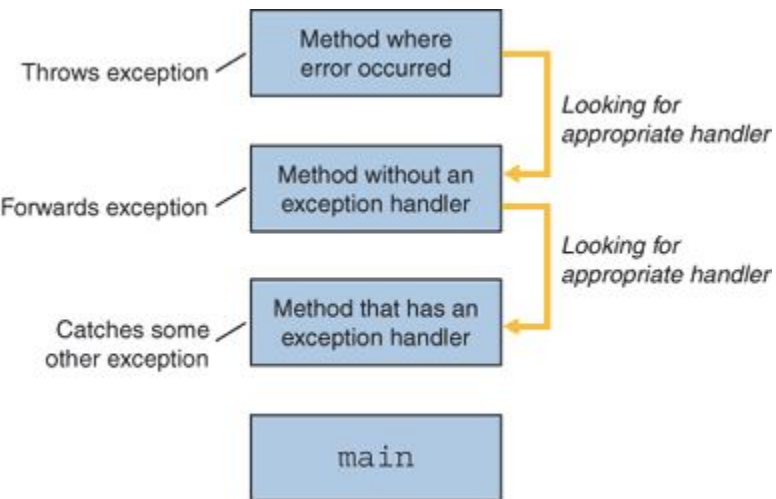 Method where
error occurred
Throws exception
Looking for
appropriate handler
Method without an
exception handler
Forwards exception
Looking for
appropriate handler
Method that has an
exception handler
Catches some
other exception
main